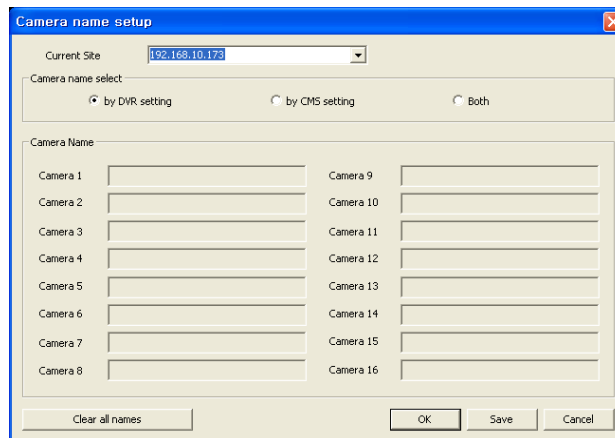 Camera name setup
Current Site 192.168.10.173
Camera name select
by DVR setting by CMS setting Both
Camera Name
Camera 1 Camera 9
Camera 2 Camera 10
Camera 3 Camera 11
Camera 4 Camera 12
Camera 5 Camera 13
Camera 6 Camera 14
Camera 7 Camera 15
Camera 8 Camera 16
Clear all names OK Save Cancel